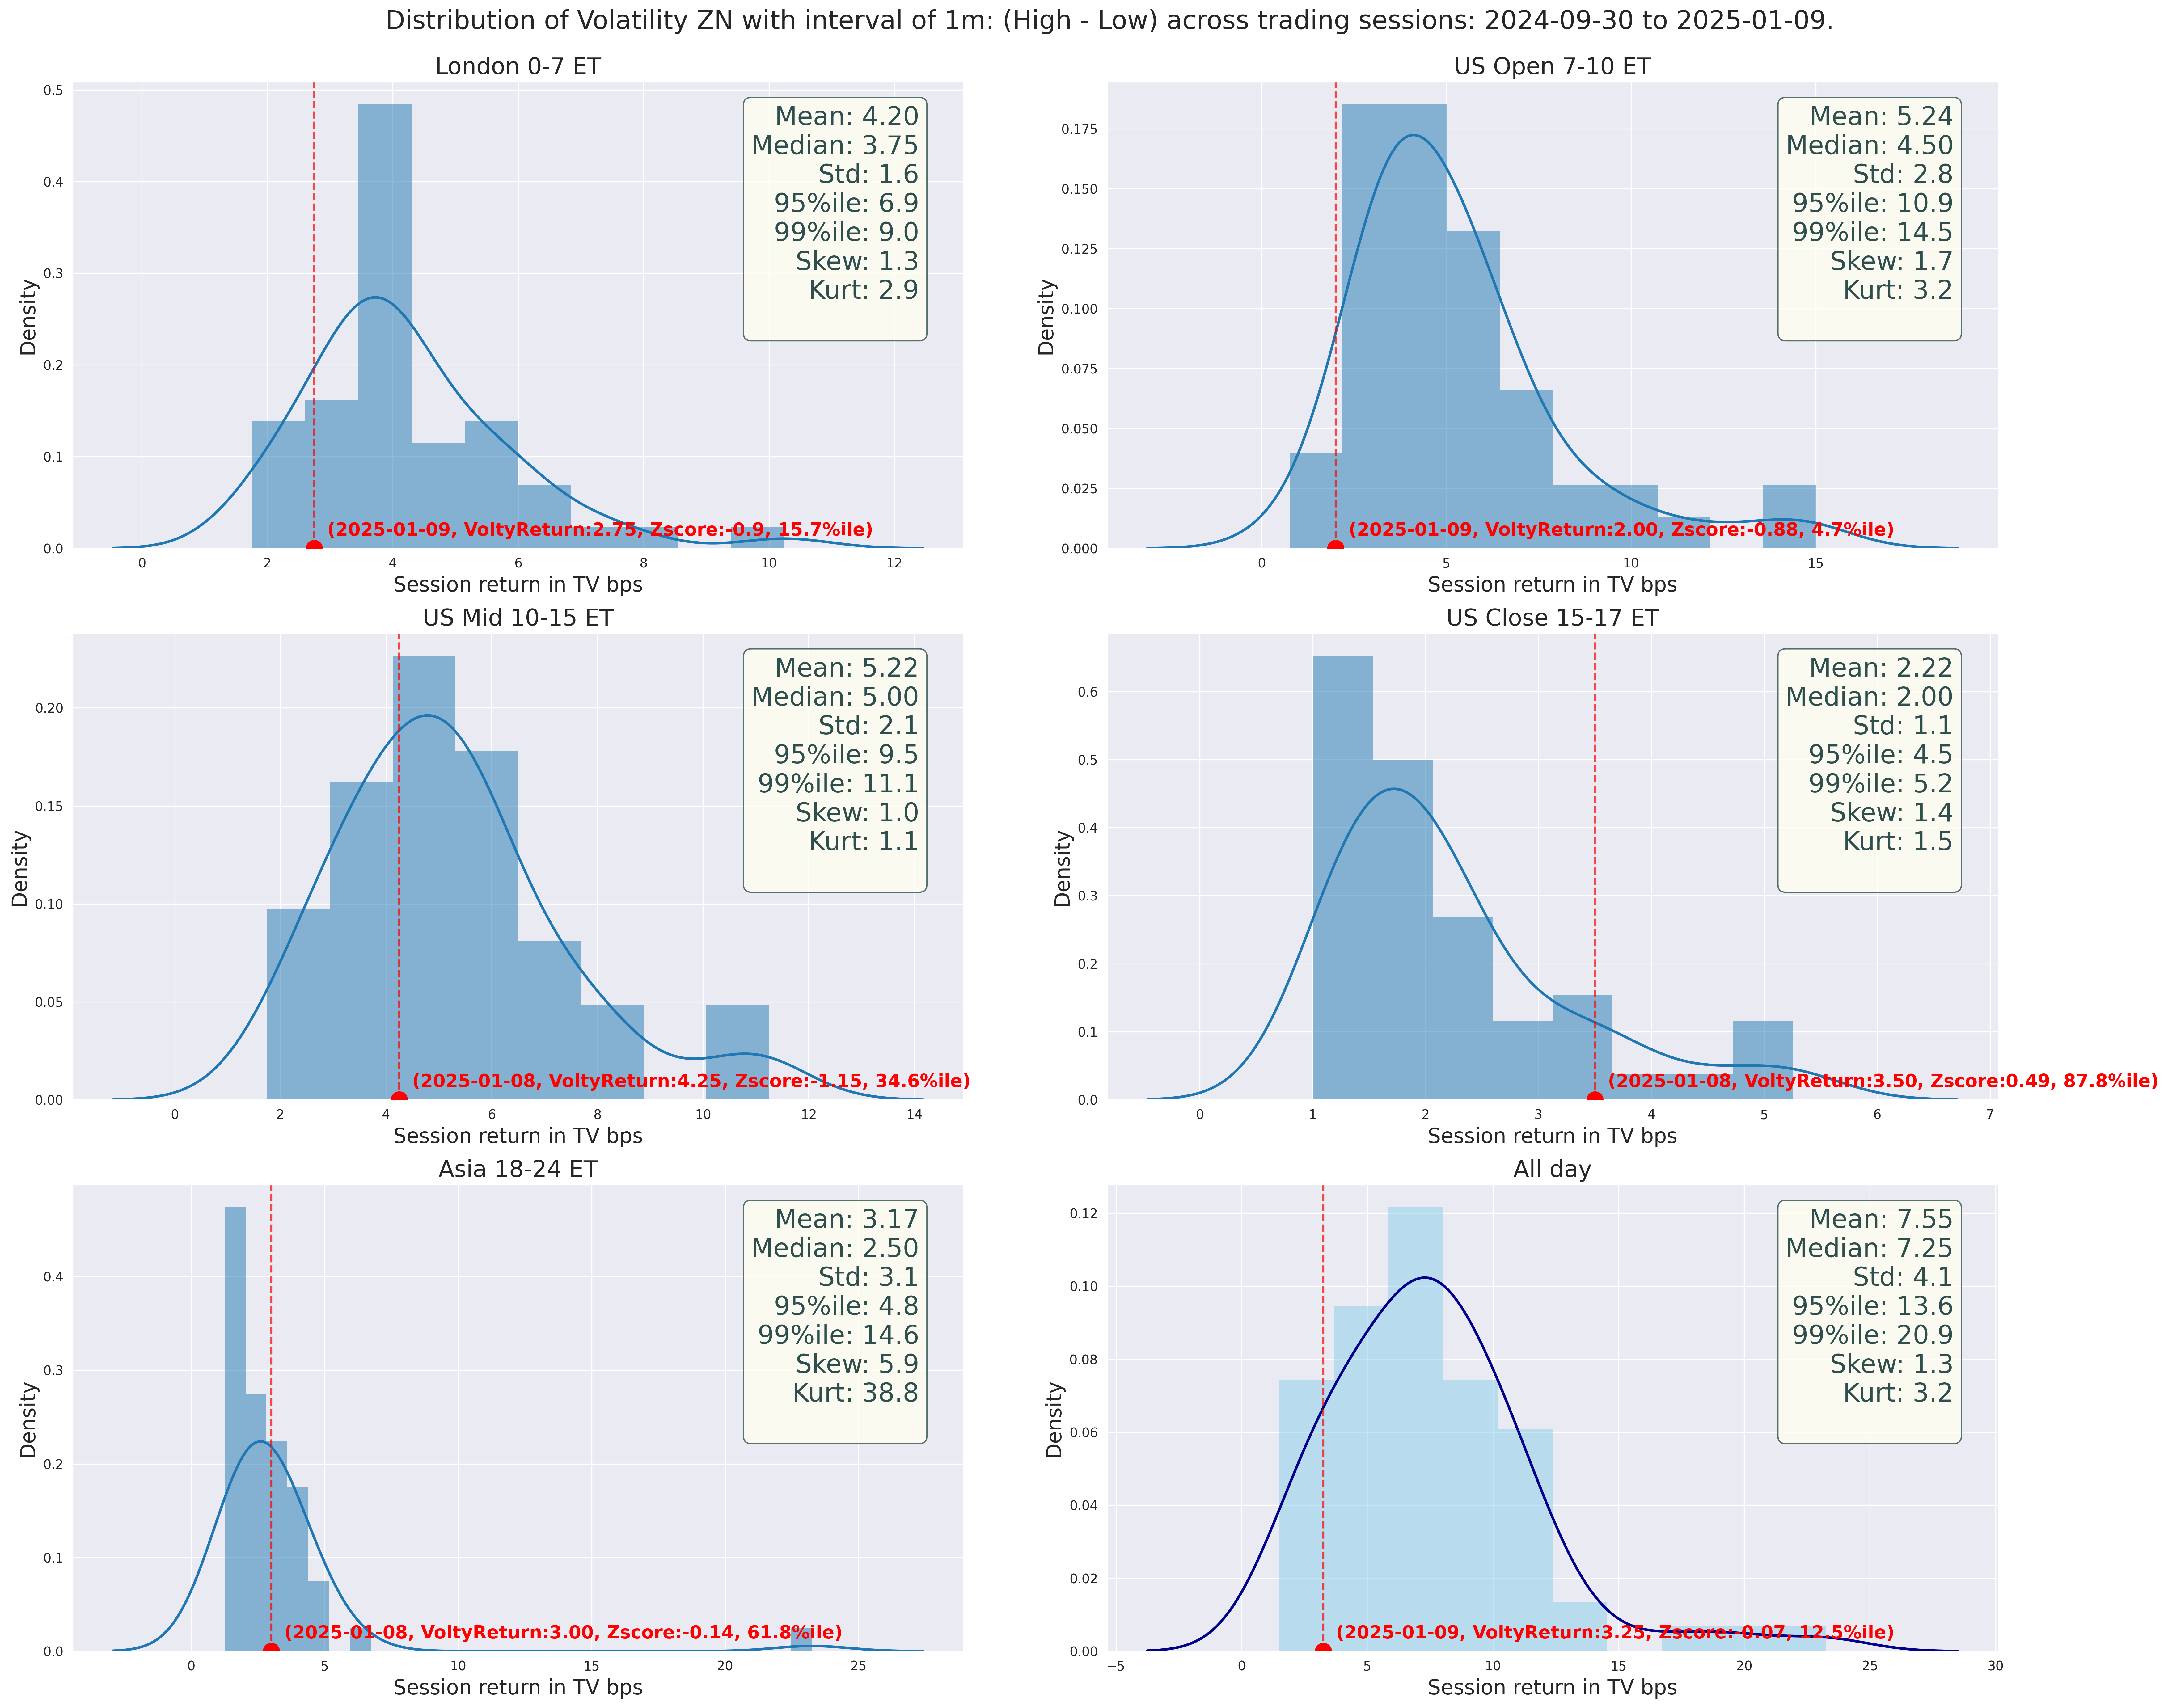 Distribution of Volatility ZN with interval of 1m: (High - Low) across trading sessions: 2024-09-30 to 2025-01-09.
London 0-7 ET
0.5
0.4
0.3
0.2
0.1
0.0
Density
Mean: 4.20
Median: 3.75
Std: 1.6
95%ile: 6.9
99%ile: 9.0
Skew: 1.3
Kurt: 2.9
(2025-01-09, VoltyReturn:2.75, Zscore:-0.9, 15.7%ile)
0 2 4 6 8 10 12
Session return in TV bps
US Open 7-10 ET
0.175
0.150
0.125
0.100
0.075
0.050
0.025
0.000
Density
Mean: 5.24
Median: 4.50
Std: 2.8
95%ile: 10.9
99%ile: 14.5
Skew: 1.7
Kurt: 3.2
(2025-01-09, VoltyReturn:2.00, Zscore:-0.88, 4.7%ile)
0 5 10 15
Session return in TV bps
US Mid 10-15 ET
0.20
0.15
0.10
0.05
0.00
Density
Mean: 5.22
Median: 5.00
Std: 2.1
95%ile: 9.5
99%ile: 11.1
Skew: 1.0
Kurt: 1.1
(2025-01-08, VoltyReturn:4.25, Zscore:-1.15, 34.6%ile)
0 2 4 6 8 10 12 14
Session return in TV bps
US Close 15-17 ET
0.6
0.5
0.4
0.3
0.2
0.1
0.0
Density
Mean: 2.22
Median: 2.00
Std: 1.1
95%ile: 4.5
99%ile: 5.2
Skew: 1.4
Kurt: 1.5
(2025-01-08, VoltyReturn:3.50, Zscore:0.49, 87.8%ile)
0 1 2 3 4 5 6 7
Session return in TV bps
Asia 18-24 ET
0.4
0.3
0.2
0.1
0.0
Density
Mean: 3.17
Median: 2.50
Std: 3.1
95%ile: 4.8
99%ile: 14.6
Skew: 5.9
Kurt: 38.8
(2025-01-08, VoltyReturn:3.00, Zscore:-0.14, 61.8%ile)
0 5 10 15 20 25
Session return in TV bps
All day
0.12
0.10
0.08
0.06
0.04
0.02
0.00
Density
Mean: 7.55
Median: 7.25
Std: 4.1
95%ile: 13.6
99%ile: 20.9
Skew: 1.3
Kurt: 3.2
(2025-01-09, VoltyReturn:3.25, Zscore:-0.07, 12.5%ile)
−5 0 5 10 15 20 25 30
Session return in TV bps